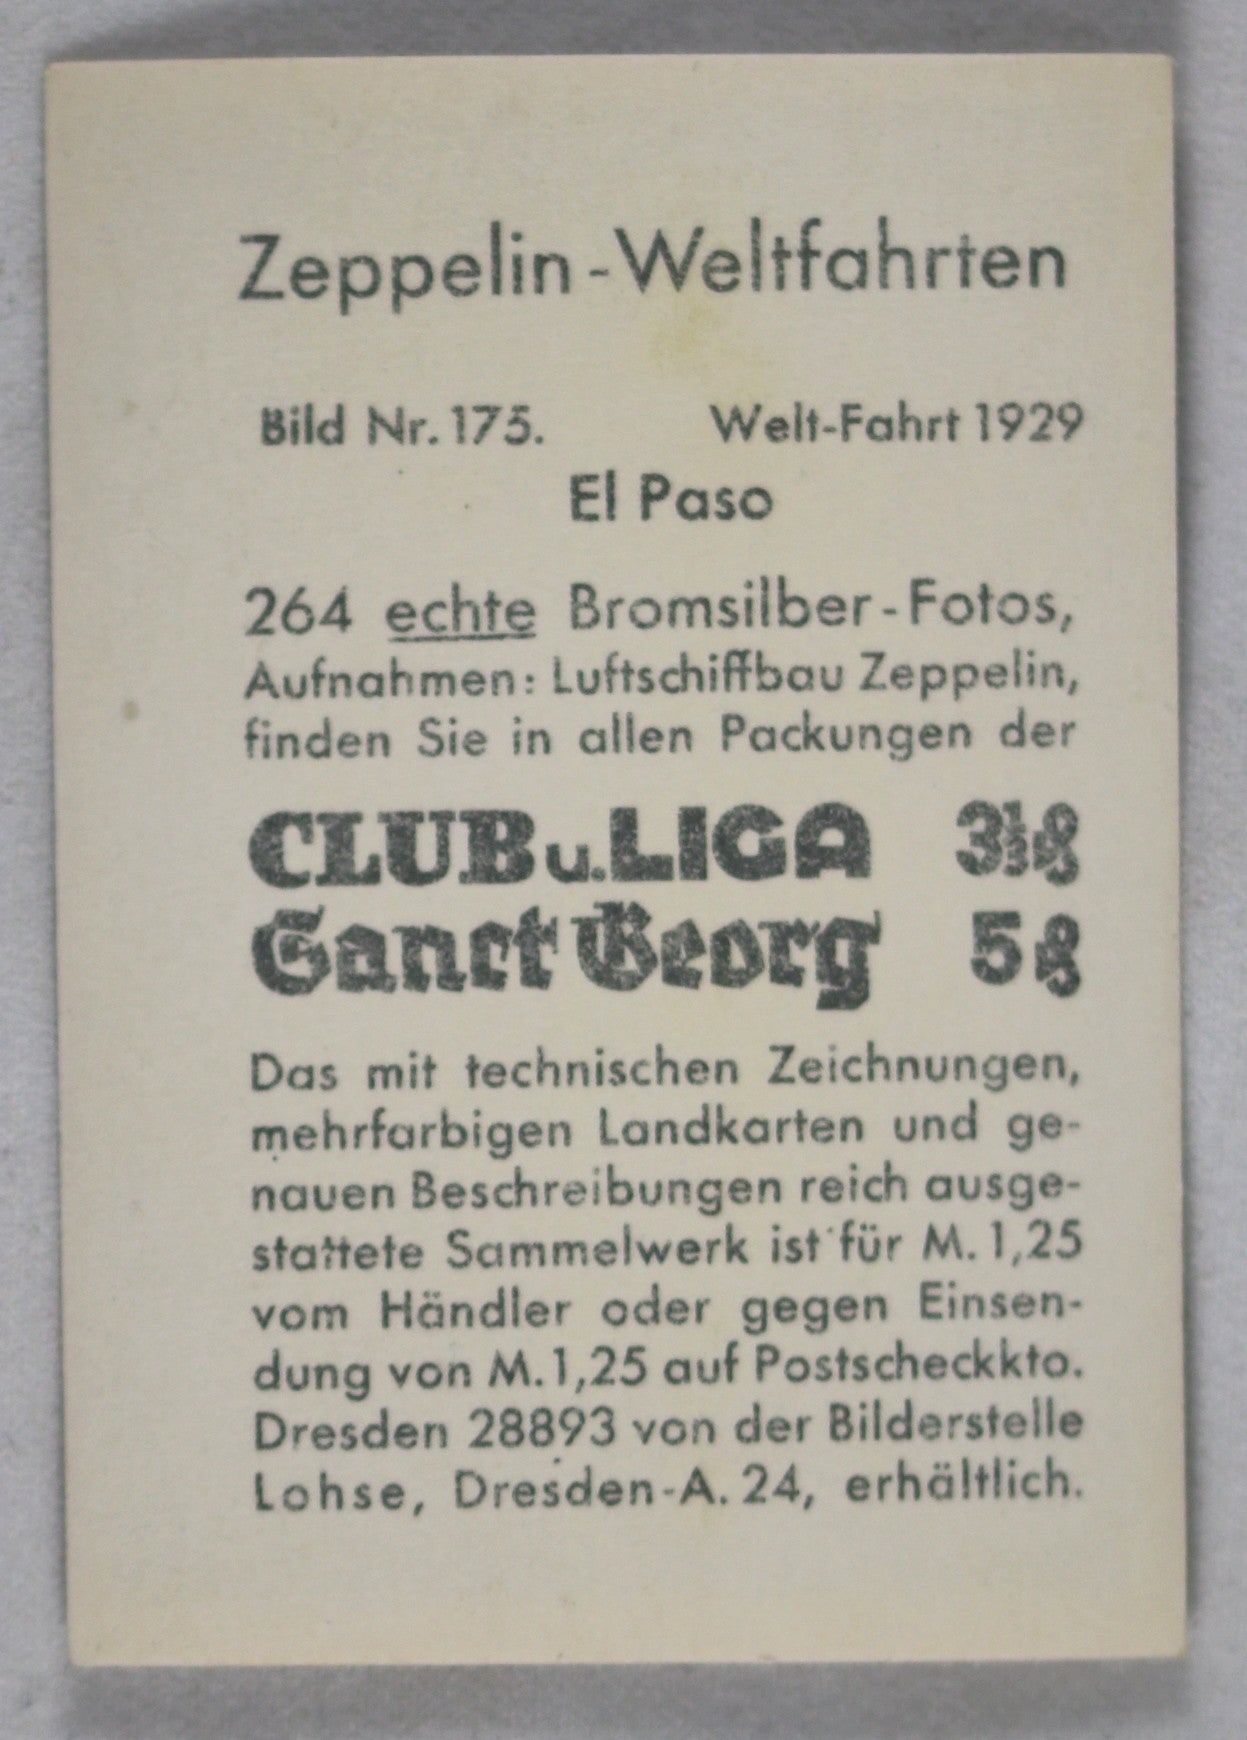 Zeppelin-Weltfahrten
Bild Nr. 175. Welt-Fahrt 1929
El Paso
264 echte Bromsilber-Fotos,
Aufnahmen: Luftschiffbau Zeppelin,
finden Sie in allen Packungen der
CLUB u. LIGA 3⅓ ₰
Sanct Georg 5 ₰
Das mit technischen Zeichnungen,
mehrfarbigen Landkarten und ge-
nauen Beschreibungen reich ausge-
stattete Sammelwerk ist für M. 1,25
vom Händler oder gegen Einsen-
dung von M. 1,25 auf Postscheckkto.
Dresden 28893 von der Bilderstelle
Lohse, Dresden-A. 24, erhältlich.